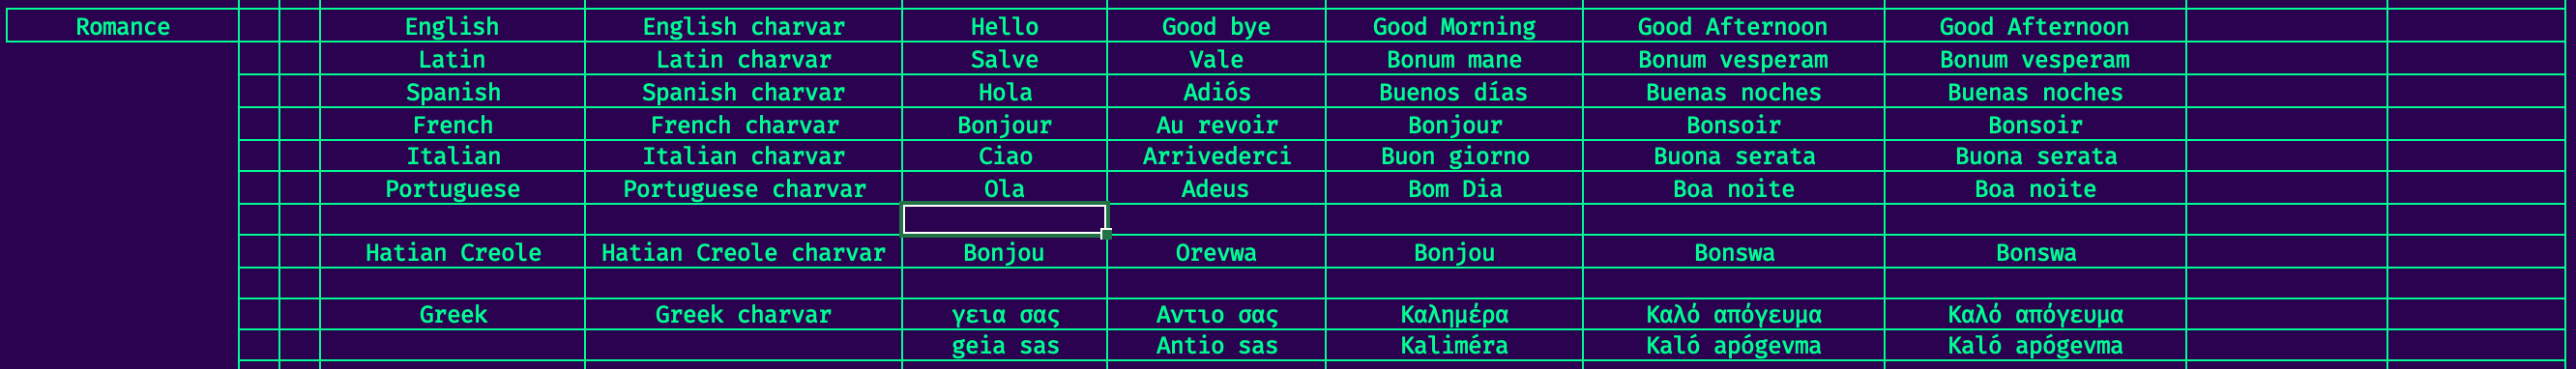 Romance English English charvar Hello Good bye Good Morning Good Afternoon Good Afternoon
Latin Latin charvar Salve Vale Bonum mane Bonum vesperam Bonum vesperam
Spanish Spanish charvar Hola Adiós Buenos días Buenas noches Buenas noches
French French charvar Bonjour Au revoir Bonjour Bonsoir Bonsoir
Italian Italian charvar Ciao Arrivederci Buon giorno Buona serata Buona serata
Portuguese Portuguese charvar Ola Adeus Bom Dia Boa noite Boa noite
Hatian Creole Hatian Creole charvar Bonjou Orevwa Bonjou Bonswa Bonswa
Greek Greek charvar γεια σας Αντιο σας Καλημέρα Καλό απόγευμα Καλό απόγευμα
geia sas Antio sas Kaliméra Kaló apógevma Kaló apógevma